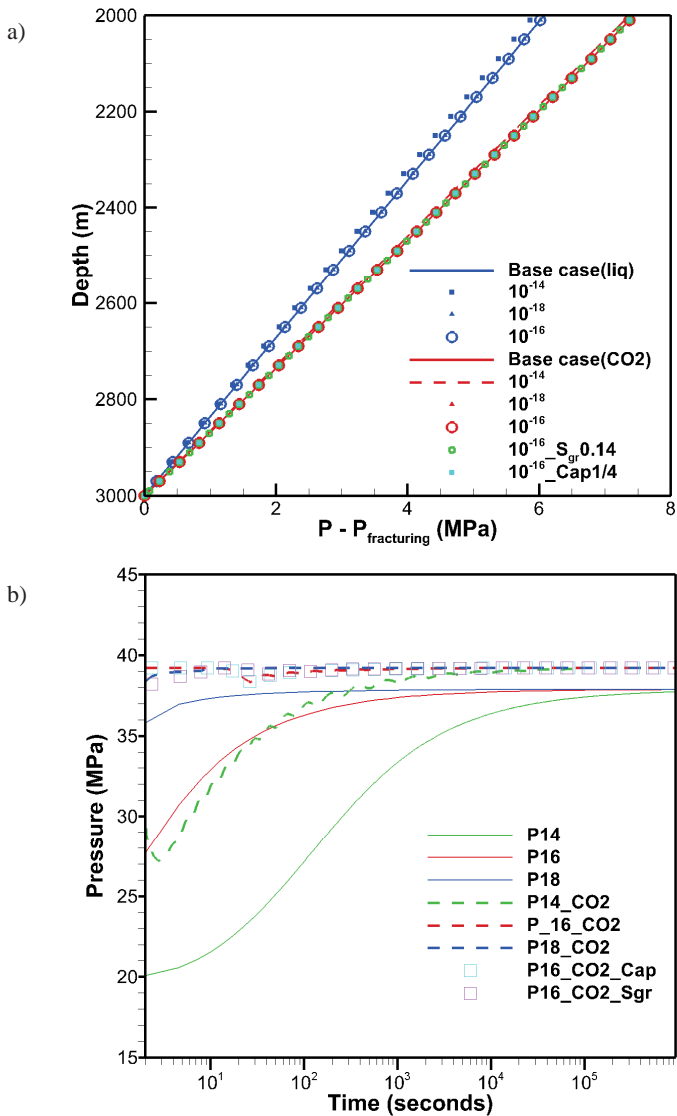 a)
2000
2200
2400
2600
2800
3000
Depth (m)
0
2
4
6
8
P - Pfracturing (MPa)
Base case(liq)
10-14
10-18
10-16
Base case(CO2)
10-14
10-18
10-16
10-16_Sgr0.14
10-16_Cap1/4
b)
45
40
35
30
25
20
15
Pressure (MPa)
101
102
103
104
105
Time (seconds)
P14
P16
P18
P14_CO2
P_16_CO2
P18_CO2
P16_CO2_Cap
P16_CO2_Sgr